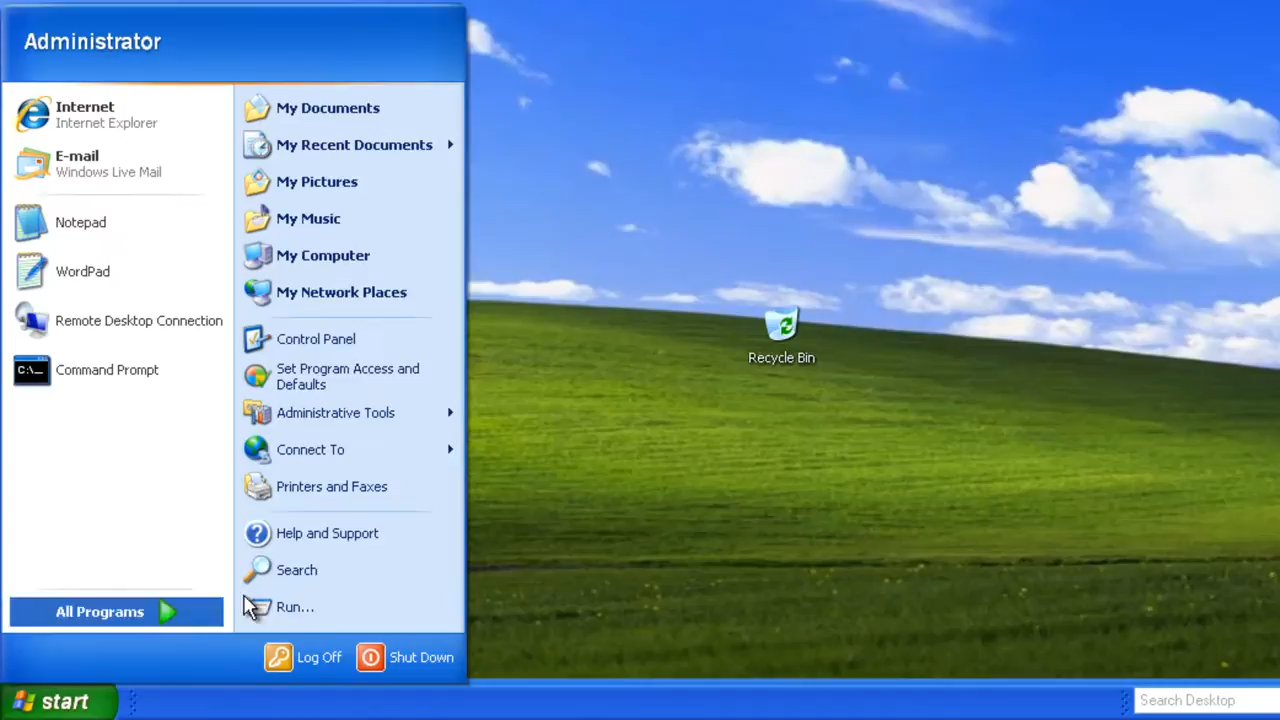 Administrator
Internet
Internet Explorer
E-mail
Windows Live Mail
Notepad
WordPad
Remote Desktop Connection
C:\_
Command Prompt
All Programs
My Documents
My Recent Documents
My Pictures
My Music
My Computer
My Network Places
Control Panel
Set Program Access and
Defaults
Administrative Tools
Connect To
Printers and Faxes
Help and Support
Search
Run...
Log Off
Shut Down
Recycle Bin
start
Search Desktop